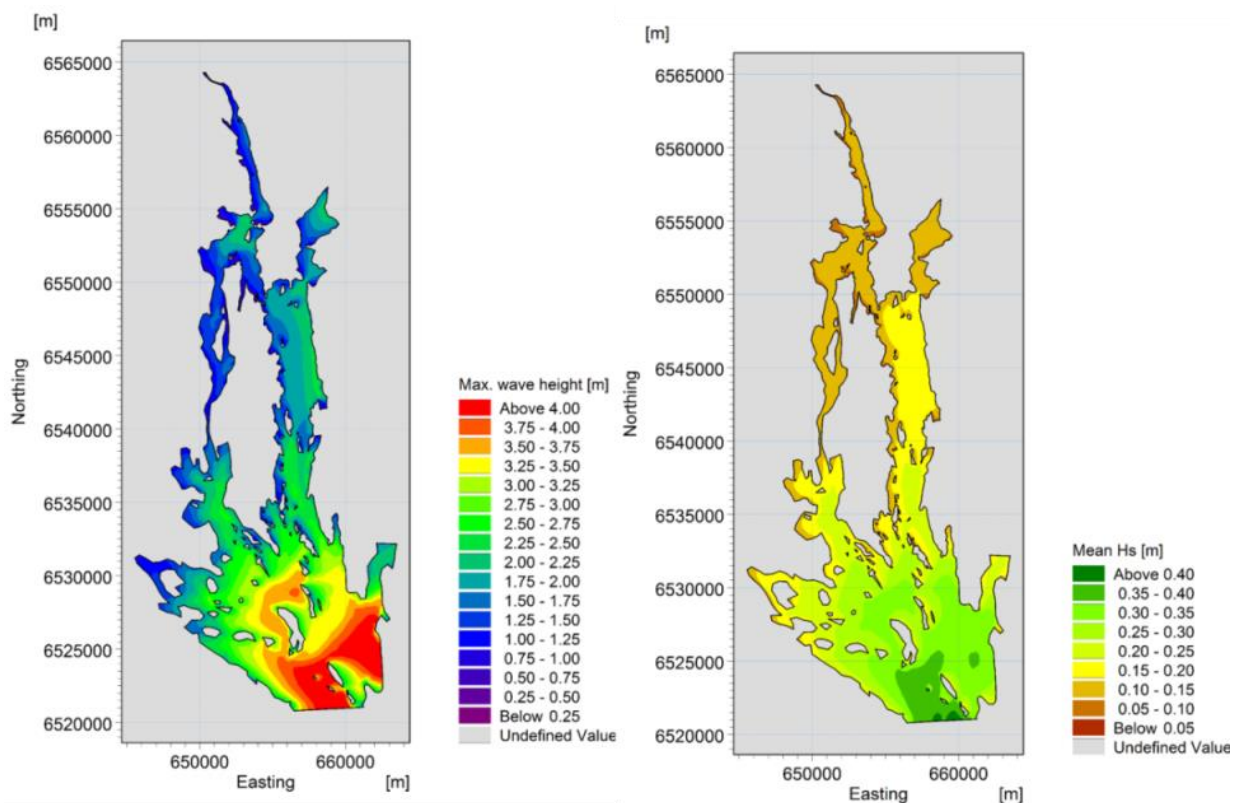 [m]
6565000
6560000
6555000
6550000
6545000
6540000
6535000
6530000
6525000
6520000
Northing
650000
660000
Easting
[m]
Max. wave height [m]
Above 4.00
3.75 - 4.00
3.50 - 3.75
3.25 - 3.50
3.00 - 3.25
2.75 - 3.00
2.50 - 2.75
2.25 - 2.50
2.00 - 2.25
1.75 - 2.00
1.50 - 1.75
1.25 - 1.50
1.00 - 1.25
0.75 - 1.00
0.50 - 0.75
0.25 - 0.50
Below 0.25
Undefined Value
[m]
6565000
6560000
6555000
6550000
6545000
6540000
6535000
6530000
6525000
6520000
Northing
650000
660000
Easting
[m]
Mean Hs [m]
Above 0.40
0.35 - 0.40
0.30 - 0.35
0.25 - 0.30
0.20 - 0.25
0.15 - 0.20
0.10 - 0.15
0.05 - 0.10
Below 0.05
Undefined Value